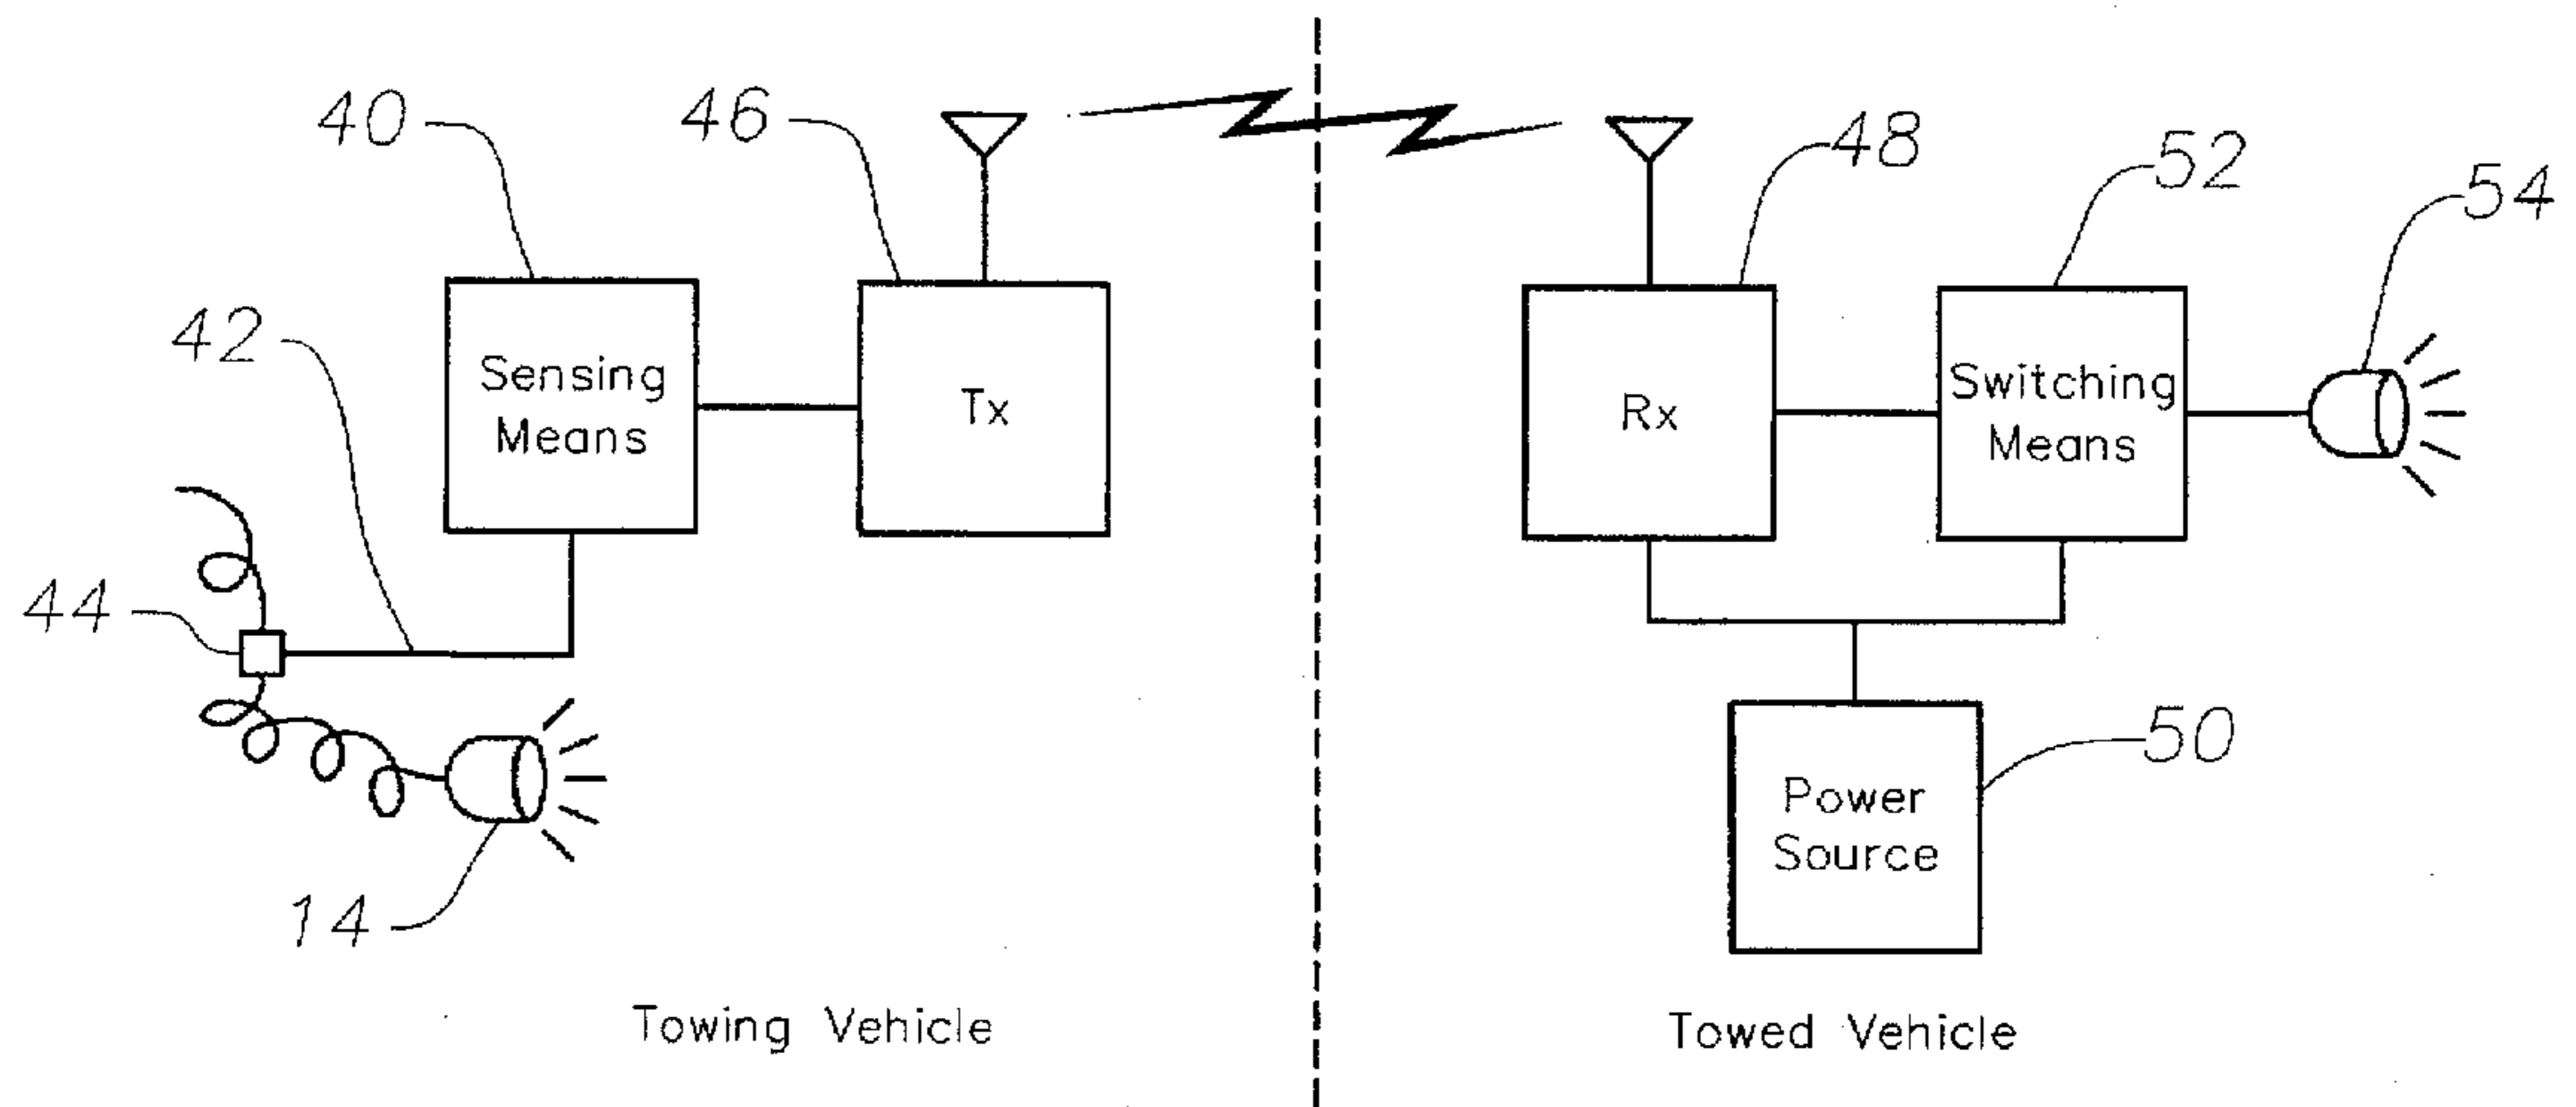 40
46
48
52
54
42
Sensing
Means
Tx
Rx
Switching
Means
44
14
Power
Source
50
Towing Vehicle
Towed Vehicle